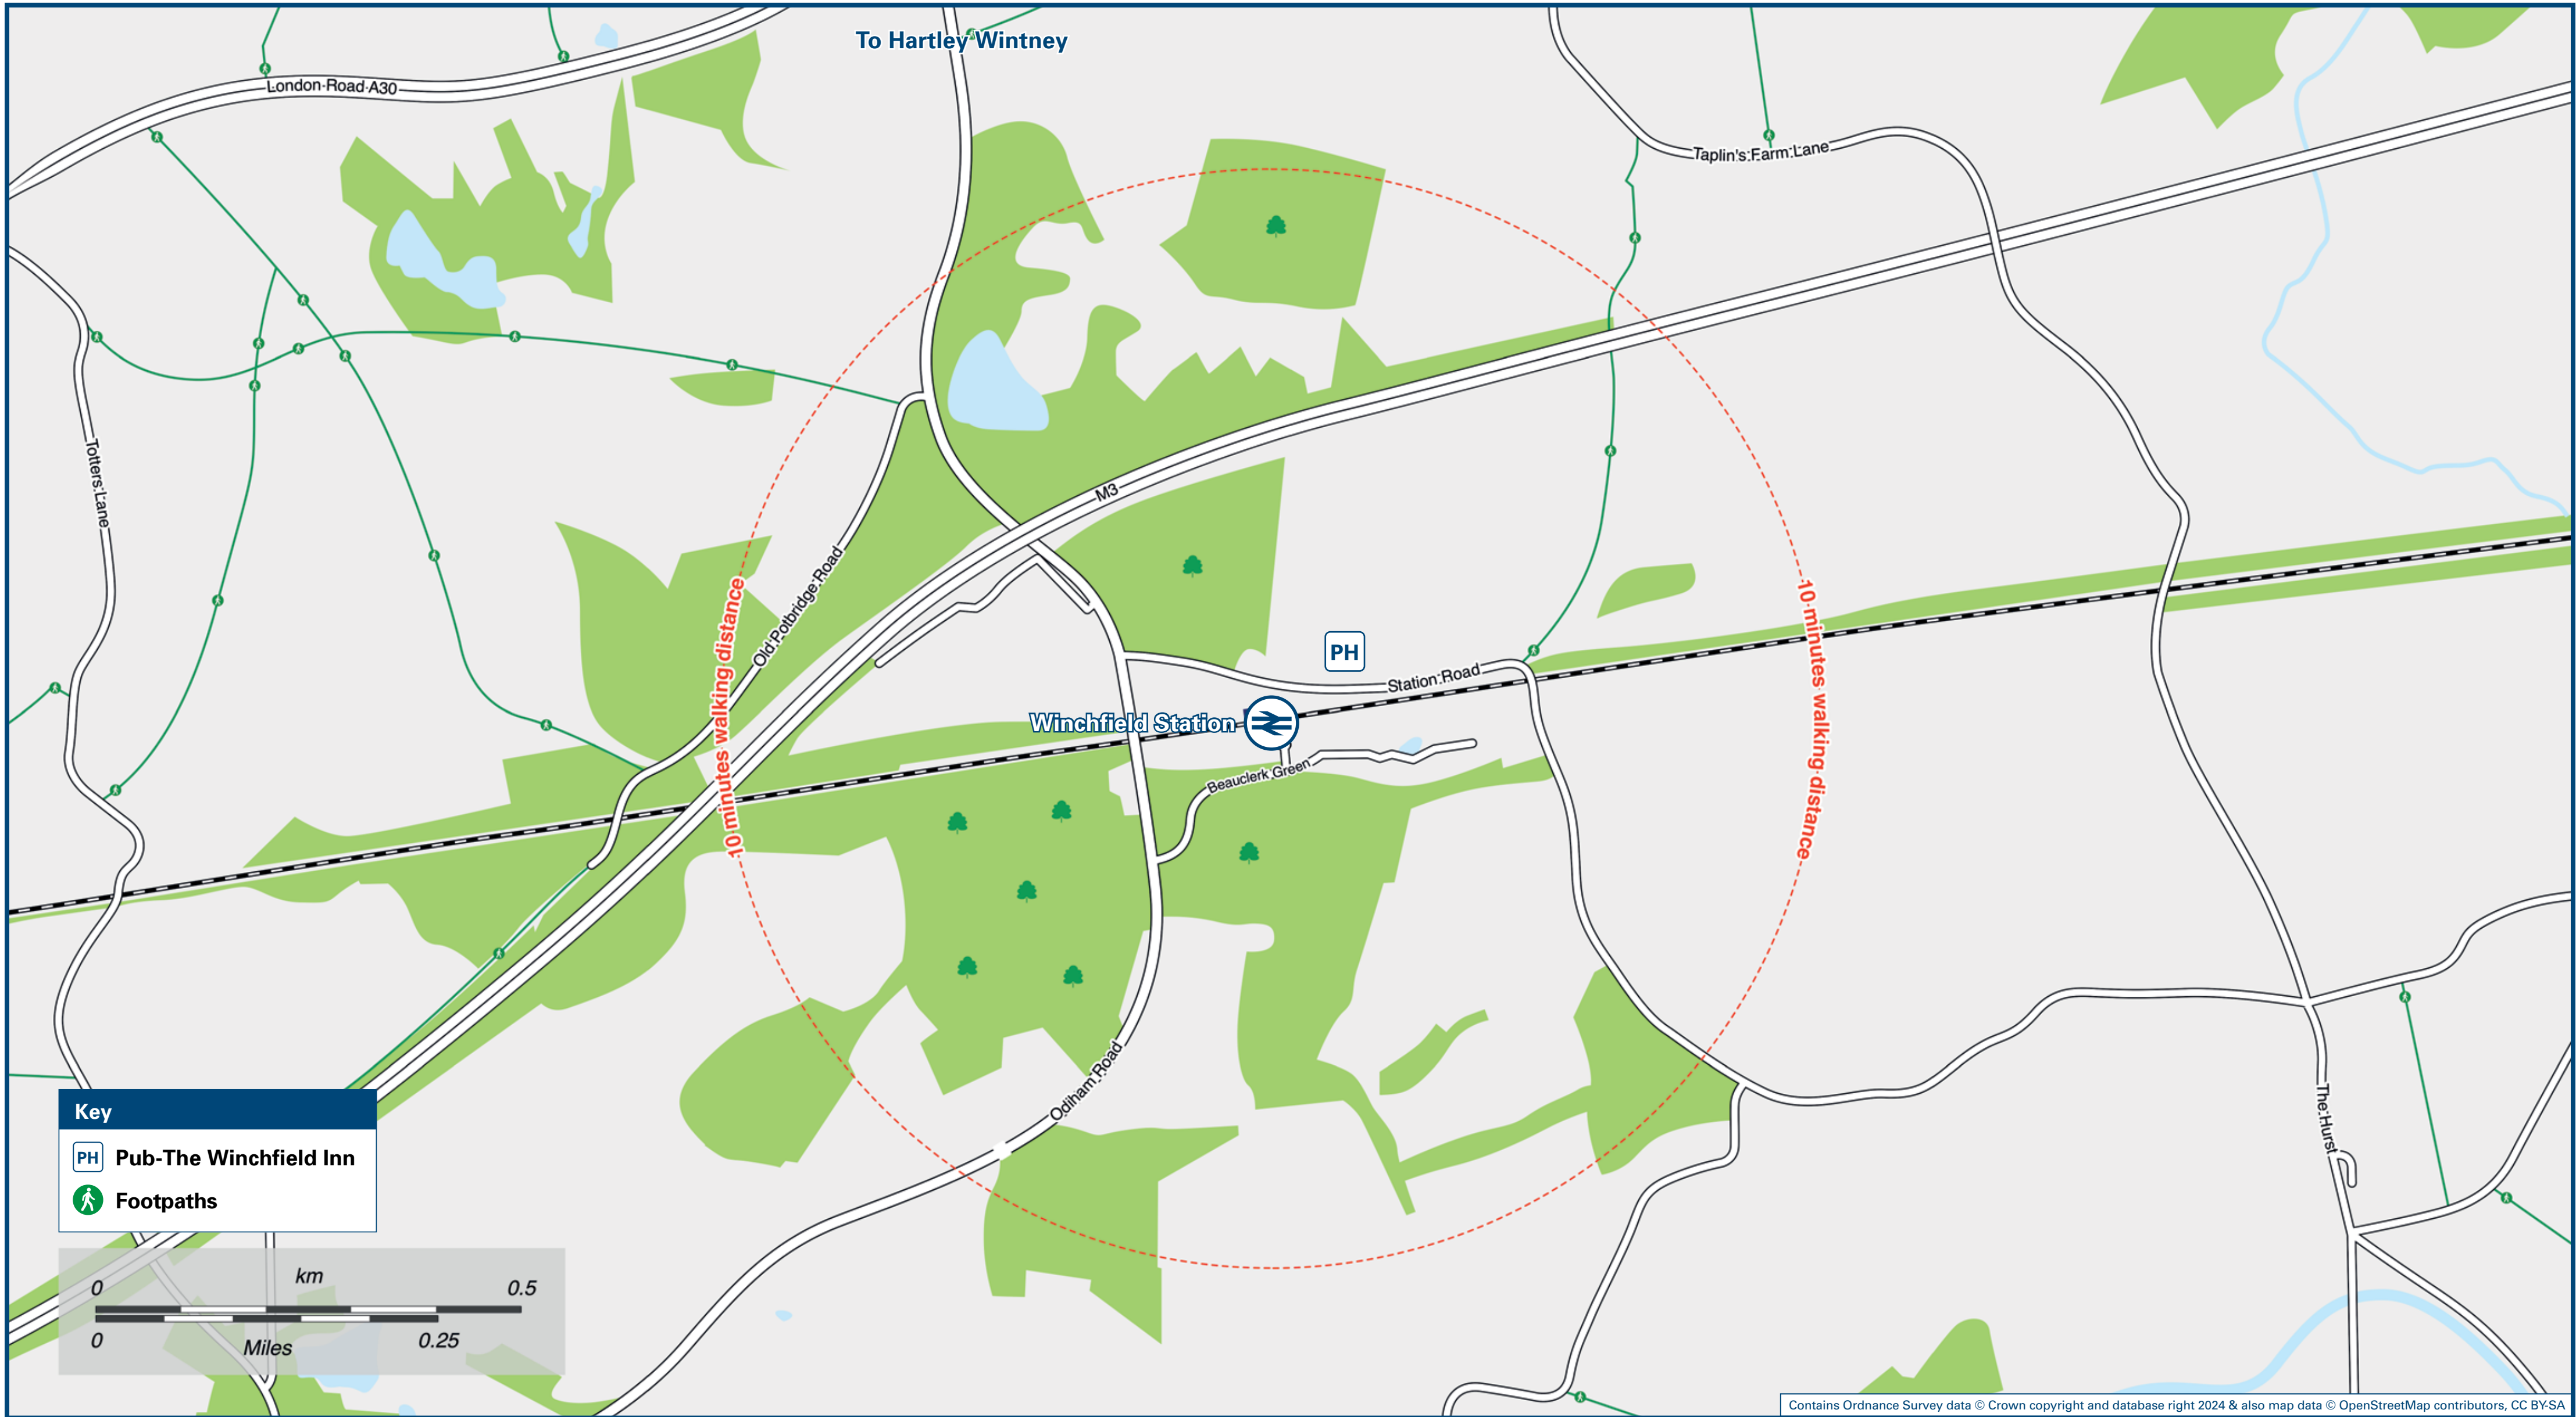 To Hartley Wintney
London Road A30
Taplin's Farm Lane
Totters Lane
M3
Old Potbridge Road
10 minutes walking distance
10 minutes walking distance
PH
Station Road
Winchfield Station
Beauclerk Green
Odiham Road
The Hurst
Key
PH Pub-The Winchfield Inn
Footpaths
km
0 0.5
0 0.25
Miles
Contains Ordnance Survey data © Crown copyright and database right 2024 & also map data © OpenStreetMap contributors, CC BY-SA